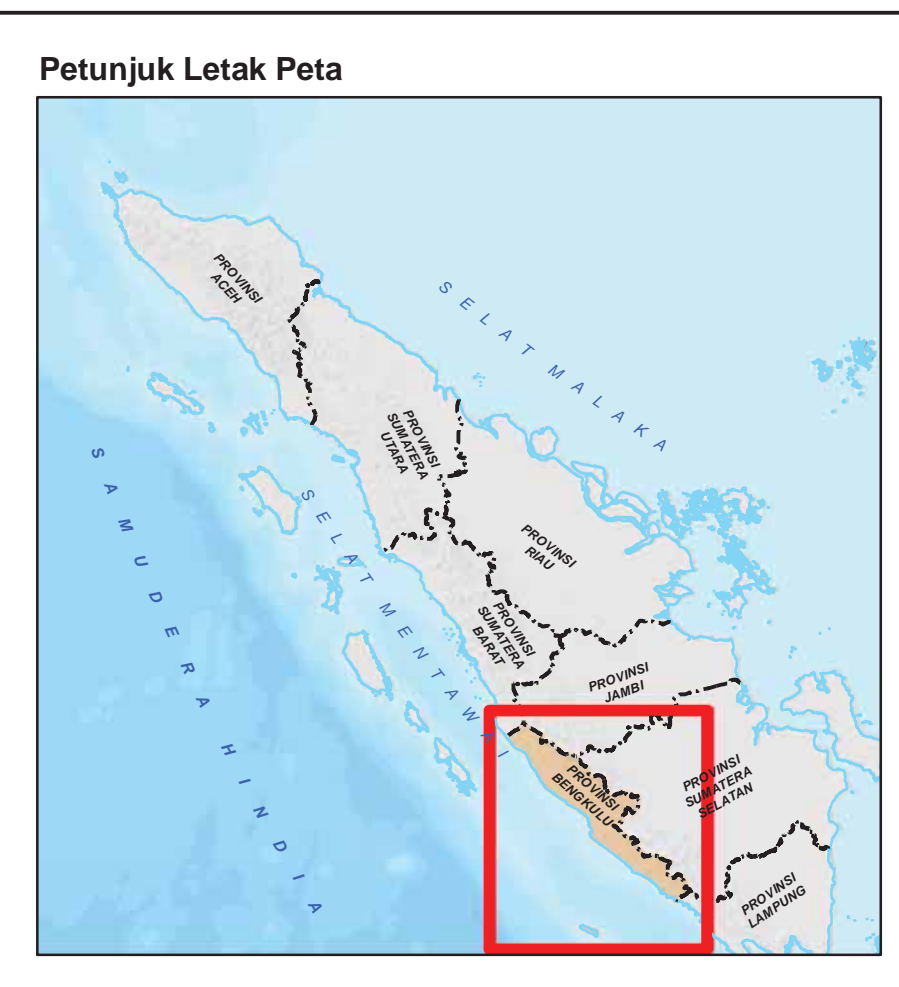 Petunjuk Letak Peta
PROVINSI
ACEH
SELAT MALAKA
PROVINSI
SUMATERA
UTARA
SAMUDERA HINDIA
SELAT MENTAWAI
PROVINSI
RIAU
PROVINSI
SUMATERA
BARAT
PROVINSI
JAMBI
PROVINSI
BENGKULU
PROVINSI
SUMATERA
SELATAN
PROVINSI
LAMPUNG